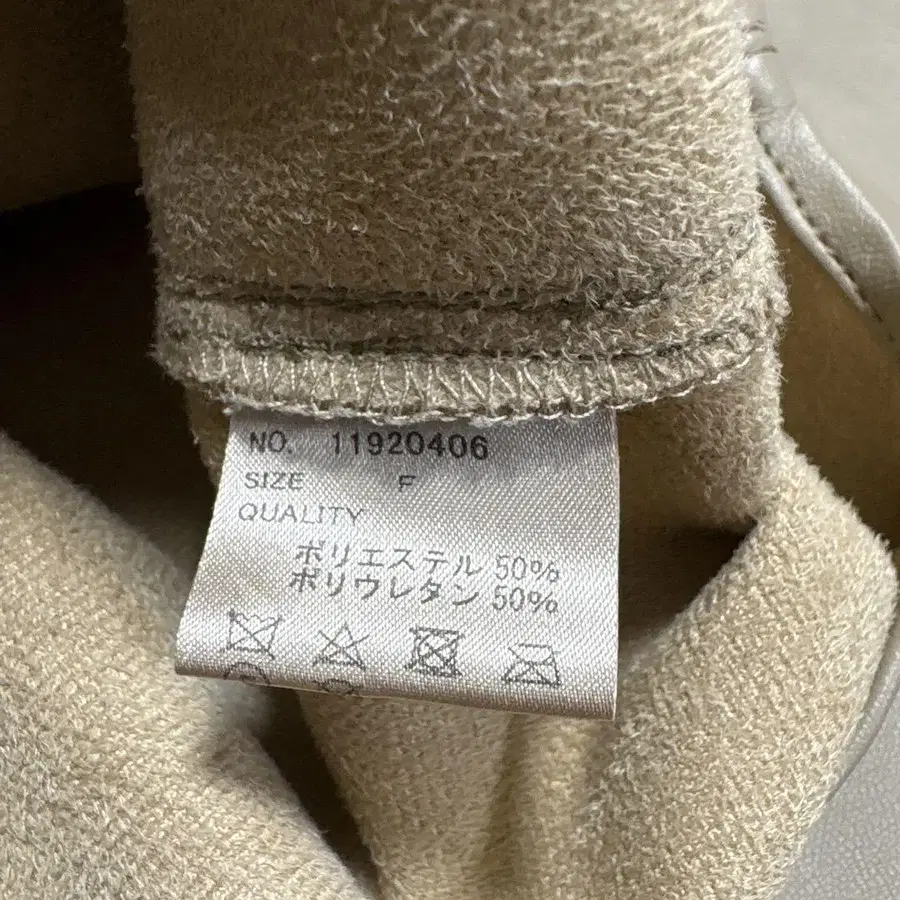 NO. 11920406
SIZE F
QUALITY
ポリエステル 50%
ポリウレタン 50%